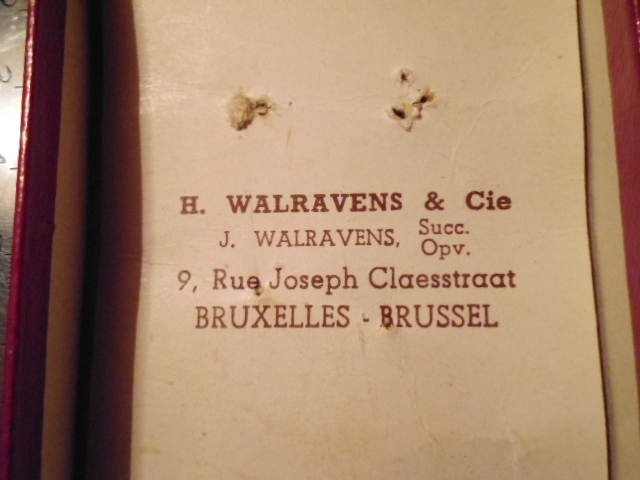 H. WALRAVENS & Cie
J. WALRAVENS, Succ.
Opv.
9, Rue Joseph Claesstraat
BRUXELLES - BRUSSEL